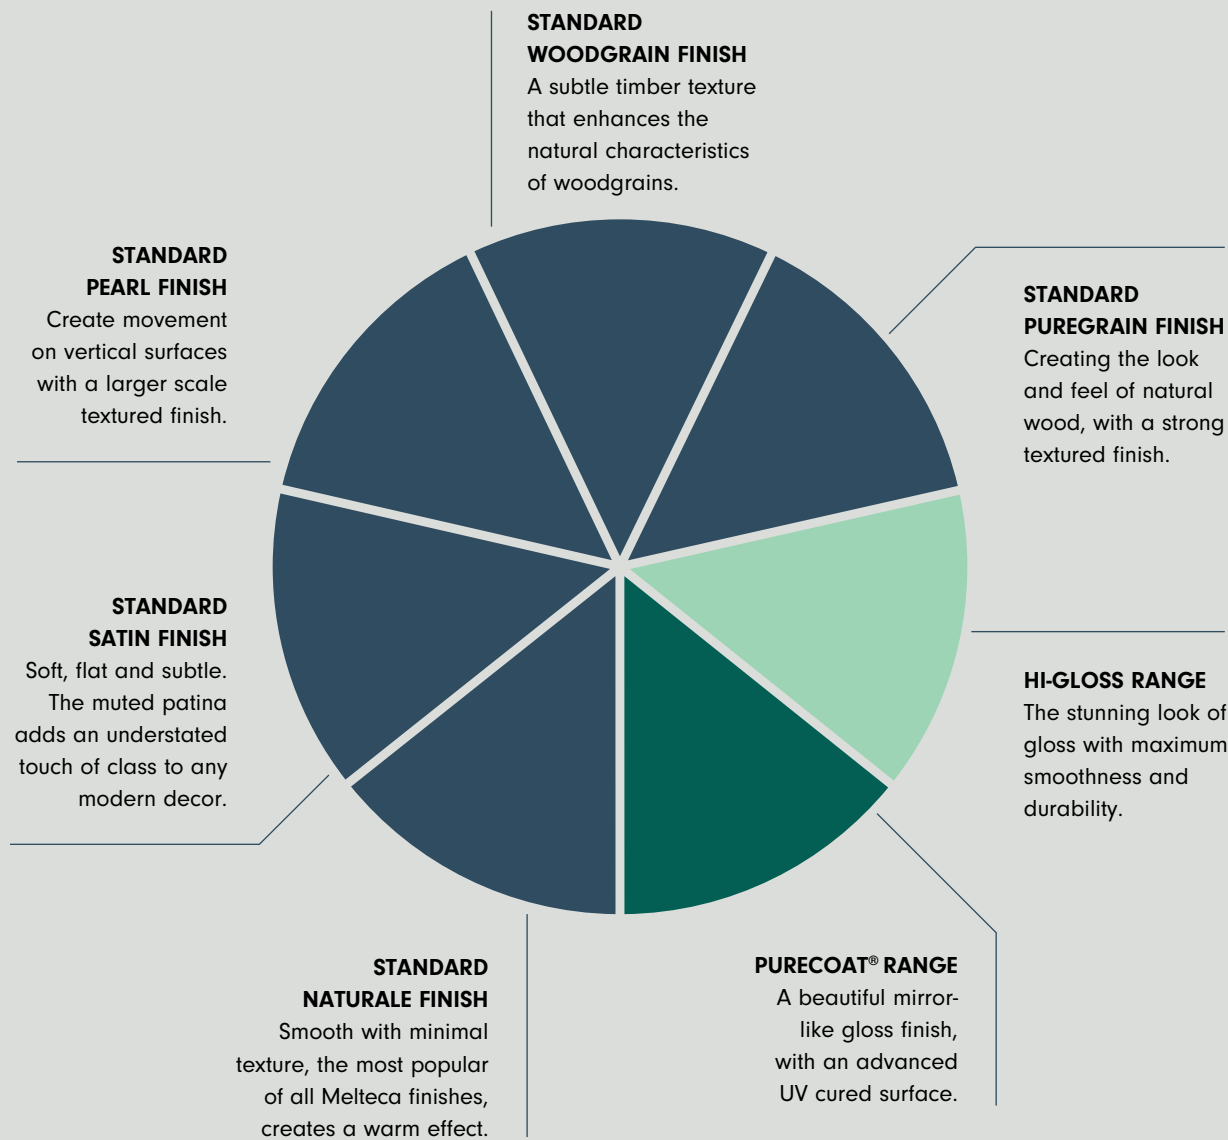 STANDARD
WOODGRAIN FINISH
A subtle timber texture
that enhances the
natural characteristics
of woodgrains.
STANDARD
PEARL FINISH
Create movement
on vertical surfaces
with a larger scale
textured finish.
STANDARD
PUREGRAIN FINISH
Creating the look
and feel of natural
wood, with a strong
textured finish.
STANDARD
SATIN FINISH
Soft, flat and subtle.
The muted patina
adds an understated
touch of class to any
modern decor.
HI-GLOSS RANGE
The stunning look of
gloss with maximum
smoothness and
durability.
STANDARD
NATURALE FINISH
Smooth with minimal
texture, the most popular
of all Melteca finishes,
creates a warm effect.
PURECOAT® RANGE
A beautiful mirror-
like gloss finish,
with an advanced
UV cured surface.